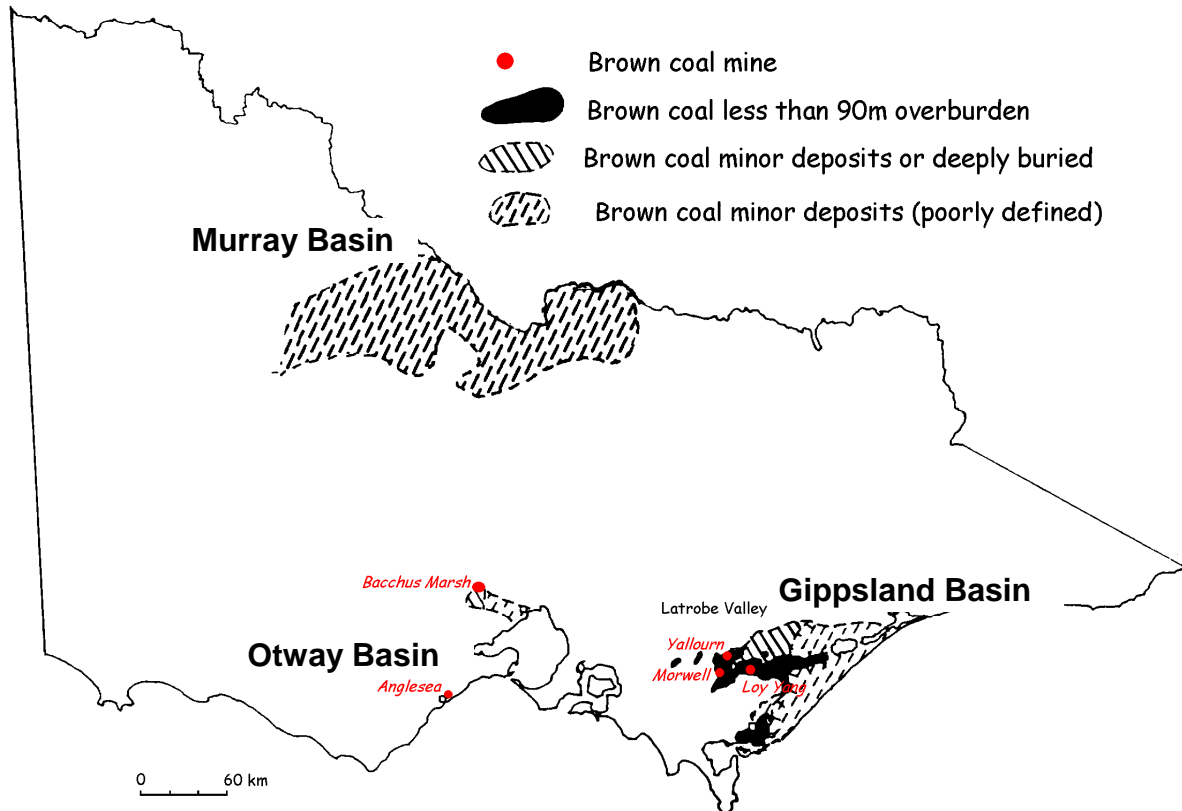 Brown coal mine
Brown coal less than 90m overburden
Brown coal minor deposits or deeply buried
Brown coal minor deposits (poorly defined)
Murray Basin
Bacchus Marsh
Gippsland Basin
Latrobe Valley
Otway Basin
Yallourn
Morwell
Loy Yang
Anglesea
0 60 km